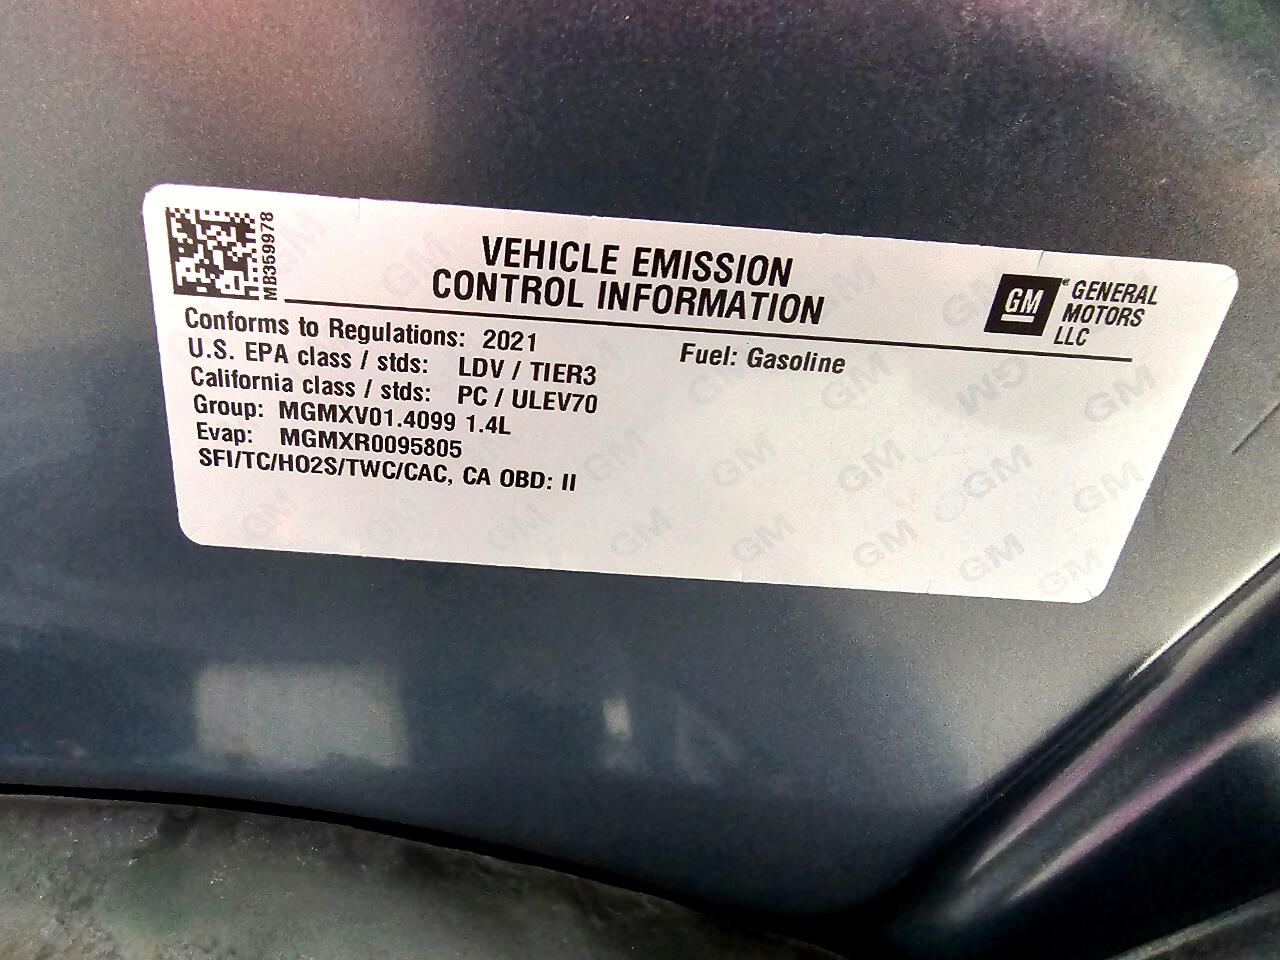 MB359978
VEHICLE EMISSION
CONTROL INFORMATION
GM® GENERAL
MOTORS
LLC
Conforms to Regulations: 2021
Fuel: Gasoline
U.S. EPA class / stds: LDV / TIER3
California class / stds: PC / ULEV70
Group: MGMXV01.4099 1.4L
Evap: MGMXR0095805
SFI/TC/HO2S/TWC/CAC, CA OBD: II